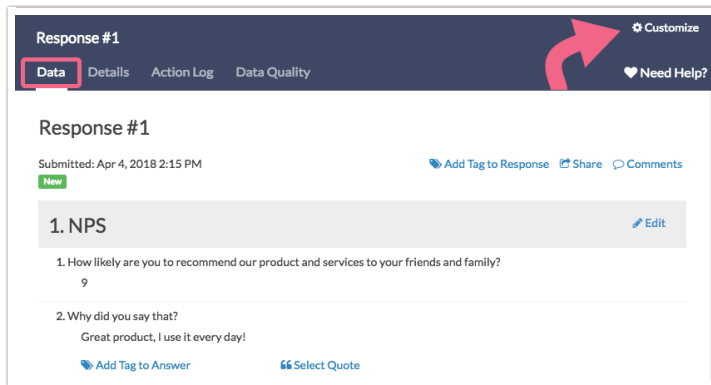 Response #1
Customize
Data Details Action Log Data Quality
Need Help?
Response #1
Submitted: Apr 4, 2018 2:15 PM
Add Tag to Response Share Comments
New
1. NPS
Edit
1. How likely are you to recommend our product and services to your friends and family?
9
2. Why did you say that?
Great product, I use it every day!
Add Tag to Answer Select Quote